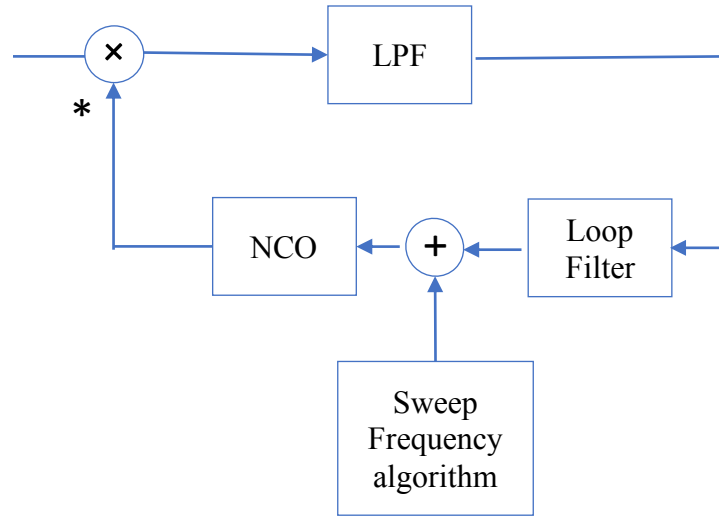 ×
LPF
*
NCO
+
Loop
Filter
Sweep
Frequency
algorithm